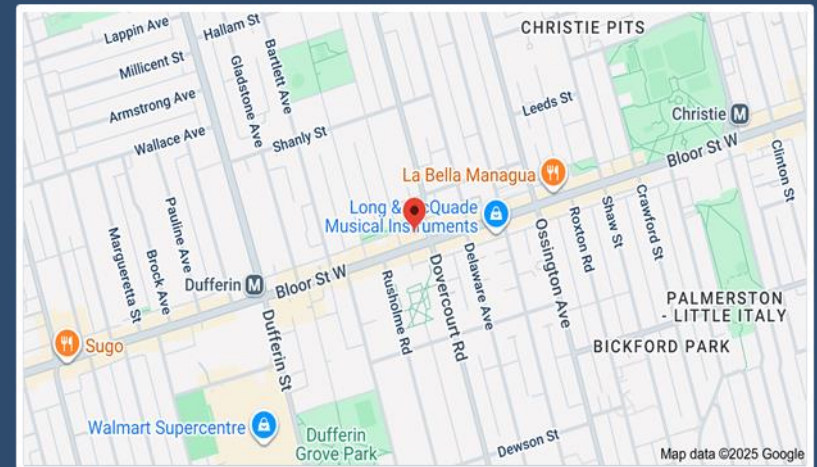 CHRISTIE PITS
Lappin Ave
Hallam St
Bartlett Ave
Millicent St
Gladstone Ave
Armstrong Ave
Leeds St
Christie M
Wallace Ave
Shanly St
Bloor St W
Clinton St
La Bella Managua
Long & McQuade
Musical Instruments
Pauline Ave
Brock Ave
Margueretta St
Ossington Ave
Roxton Rd
Shaw St
Crawford St
Delaware Ave
Dovercourt Rd
Rusholme Rd
Dufferin M
Bloor St W
Dufferin St
PALMERSTON
- LITTLE ITALY
BICKFORD PARK
Sugo
Walmart Supercentre
Dufferin
Grove Park
Dewson St
Map data ©2025 Google